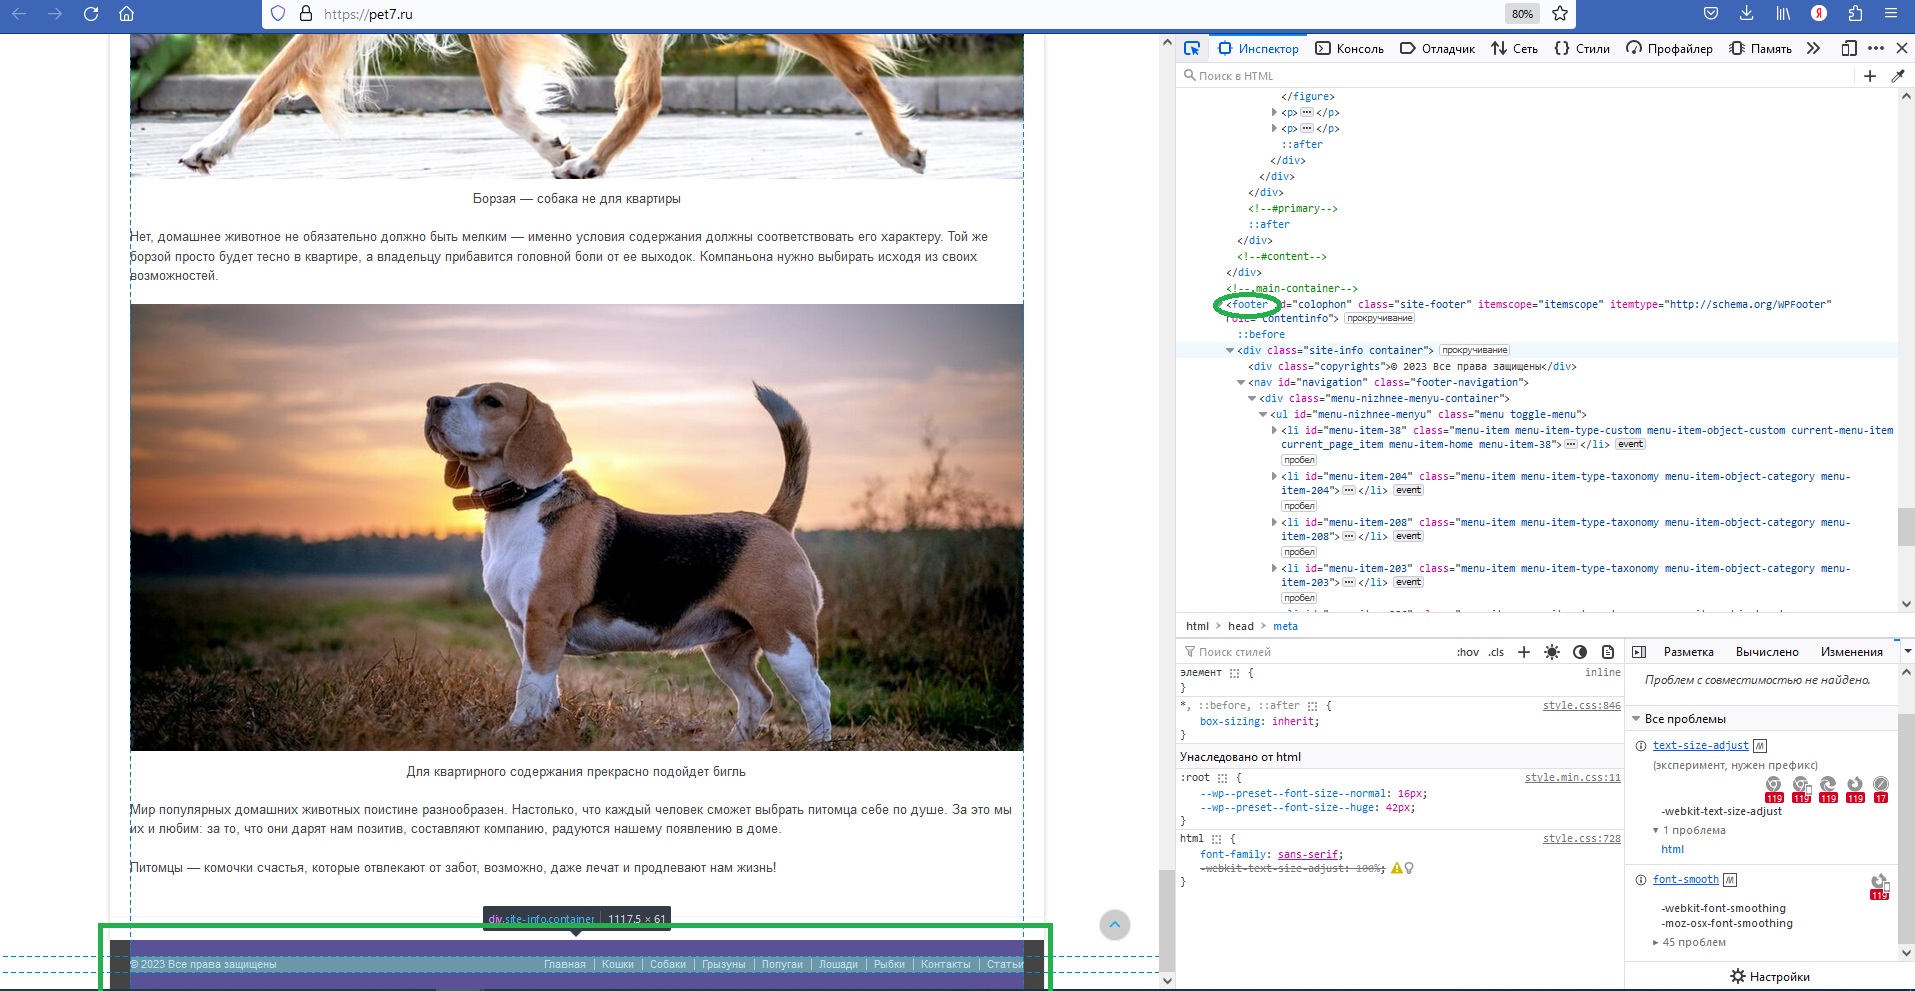 https://pet7.ru
80%
Инспектор
Консоль
Отладчик
Сеть
Стили
Профайлер
Память
Поиск в HTML
</figure>
<p>
</p>
<p>
</p>
::after
</div>
</div>
</div>
<!--#primary-->
::after
</div>
<!--#content-->
</div>
<!--.main-container-->
<footer id="colophon" class="site-footer" itemscope="itemscope" itemtype="http://schema.org/WPFooter"
role="contentinfo"> прокручивание
::before
<div class="site-info container"> прокручивание
<div class="copyrights">© 2023 Все права защищены</div>
<nav id="navigation" class="footer-navigation">
<div class="menu-nizhnee-menyu-container">
<ul id="menu-nizhnee-menyu" class="menu toggle-menu">
<li id="menu-item-38" class="menu-item menu-item-type-custom menu-item-object-custom current-menu-item
current_page_item menu-item-home menu-item-38"> </li> event
пробел
<li id="menu-item-204" class="menu-item menu-item-type-taxonomy menu-item-object-category menu-
item-204"> </li> event
пробел
<li id="menu-item-208" class="menu-item menu-item-type-taxonomy menu-item-object-category menu-
item-208"> </li> event
пробел
<li id="menu-item-203" class="menu-item menu-item-type-taxonomy menu-item-object-category menu-
item-203"> </li> event
пробел
html > head > meta
Поиск стилей
:hov .cls
элемент {
inline
}
*, ::before, ::after {
style.css:846
box-sizing: inherit;
}
Унаследовано от html
:root {
style.min.css:11
--wp--preset--font-size--normal: 16px;
--wp--preset--font-size--huge: 42px;
}
html {
style.css:728
font-family: sans-serif;
-webkit-text-size-adjust: 100%;
}
Разметка
Вычислено
Изменения
Проблем с совместимостью не найдено.
Все проблемы
text-size-adjust
(эксперимент, нужен префикс)
119 119 119 119 17
-webkit-text-size-adjust
1 проблема
html
font-smooth
119
-webkit-font-smoothing
-moz-osx-font-smoothing
45 проблем
Настройки
Борзая — собака не для квартиры
Нет, домашнее животное не обязательно должно быть мелким — именно условия содержания должны соответствовать его характеру. Той же
борзой просто будет тесно в квартире, а владельцу прибавится головной боли от ее выходок. Компаньона нужно выбирать исходя из своих
возможностей.
Для квартирного содержания прекрасно подойдет бигль
Мир популярных домашних животных поистине разнообразен. Настолько, что каждый человек сможет выбрать питомца себе по душе. За это мы
их и любим: за то, что они дарят нам позитив, составляют компанию, радуются нашему появлению в доме.
Питомцы — комочки счастья, которые отвлекают от забот, возможно, даже лечат и продлевают нам жизнь!
div.site-info.container | 1117,5 × 61
© 2023 Все права защищены
Главная | Кошки | Собаки | Грызуны | Попугаи | Лошади | Рыбки | Контакты | Статьи